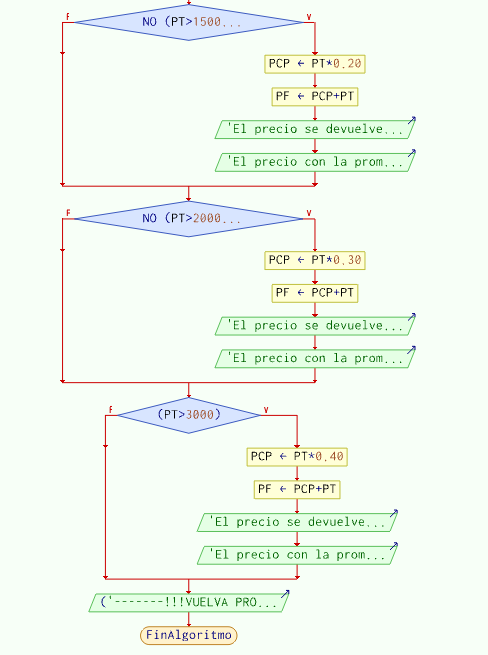 F
NO (PT>1500...
V
PCP ← PT*0.20
PF ← PCP+PT
'El precio se devuelve...
'El precio con la prom...
F
NO (PT>2000...
V
PCP ← PT*0.30
PF ← PCP+PT
'El precio se devuelve...
'El precio con la prom...
F
(PT>3000)
V
PCP ← PT*0.40
PF ← PCP+PT
'El precio se devuelve...
'El precio con la prom...
('-------!!!VUELVA PRO...
FinAlgoritmo